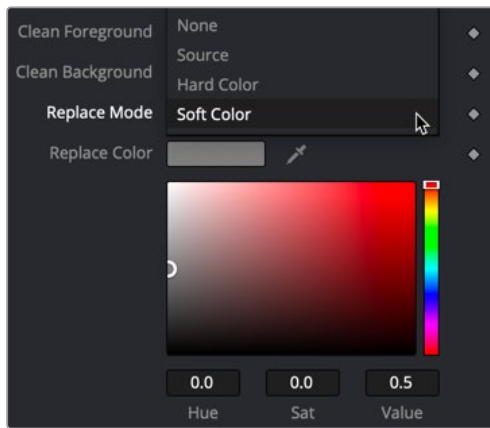 Clean Foreground
None
Source
Clean Background
Hard Color
Replace Mode
Soft Color
Replace Color
0.0 0.0 0.5
Hue Sat Value